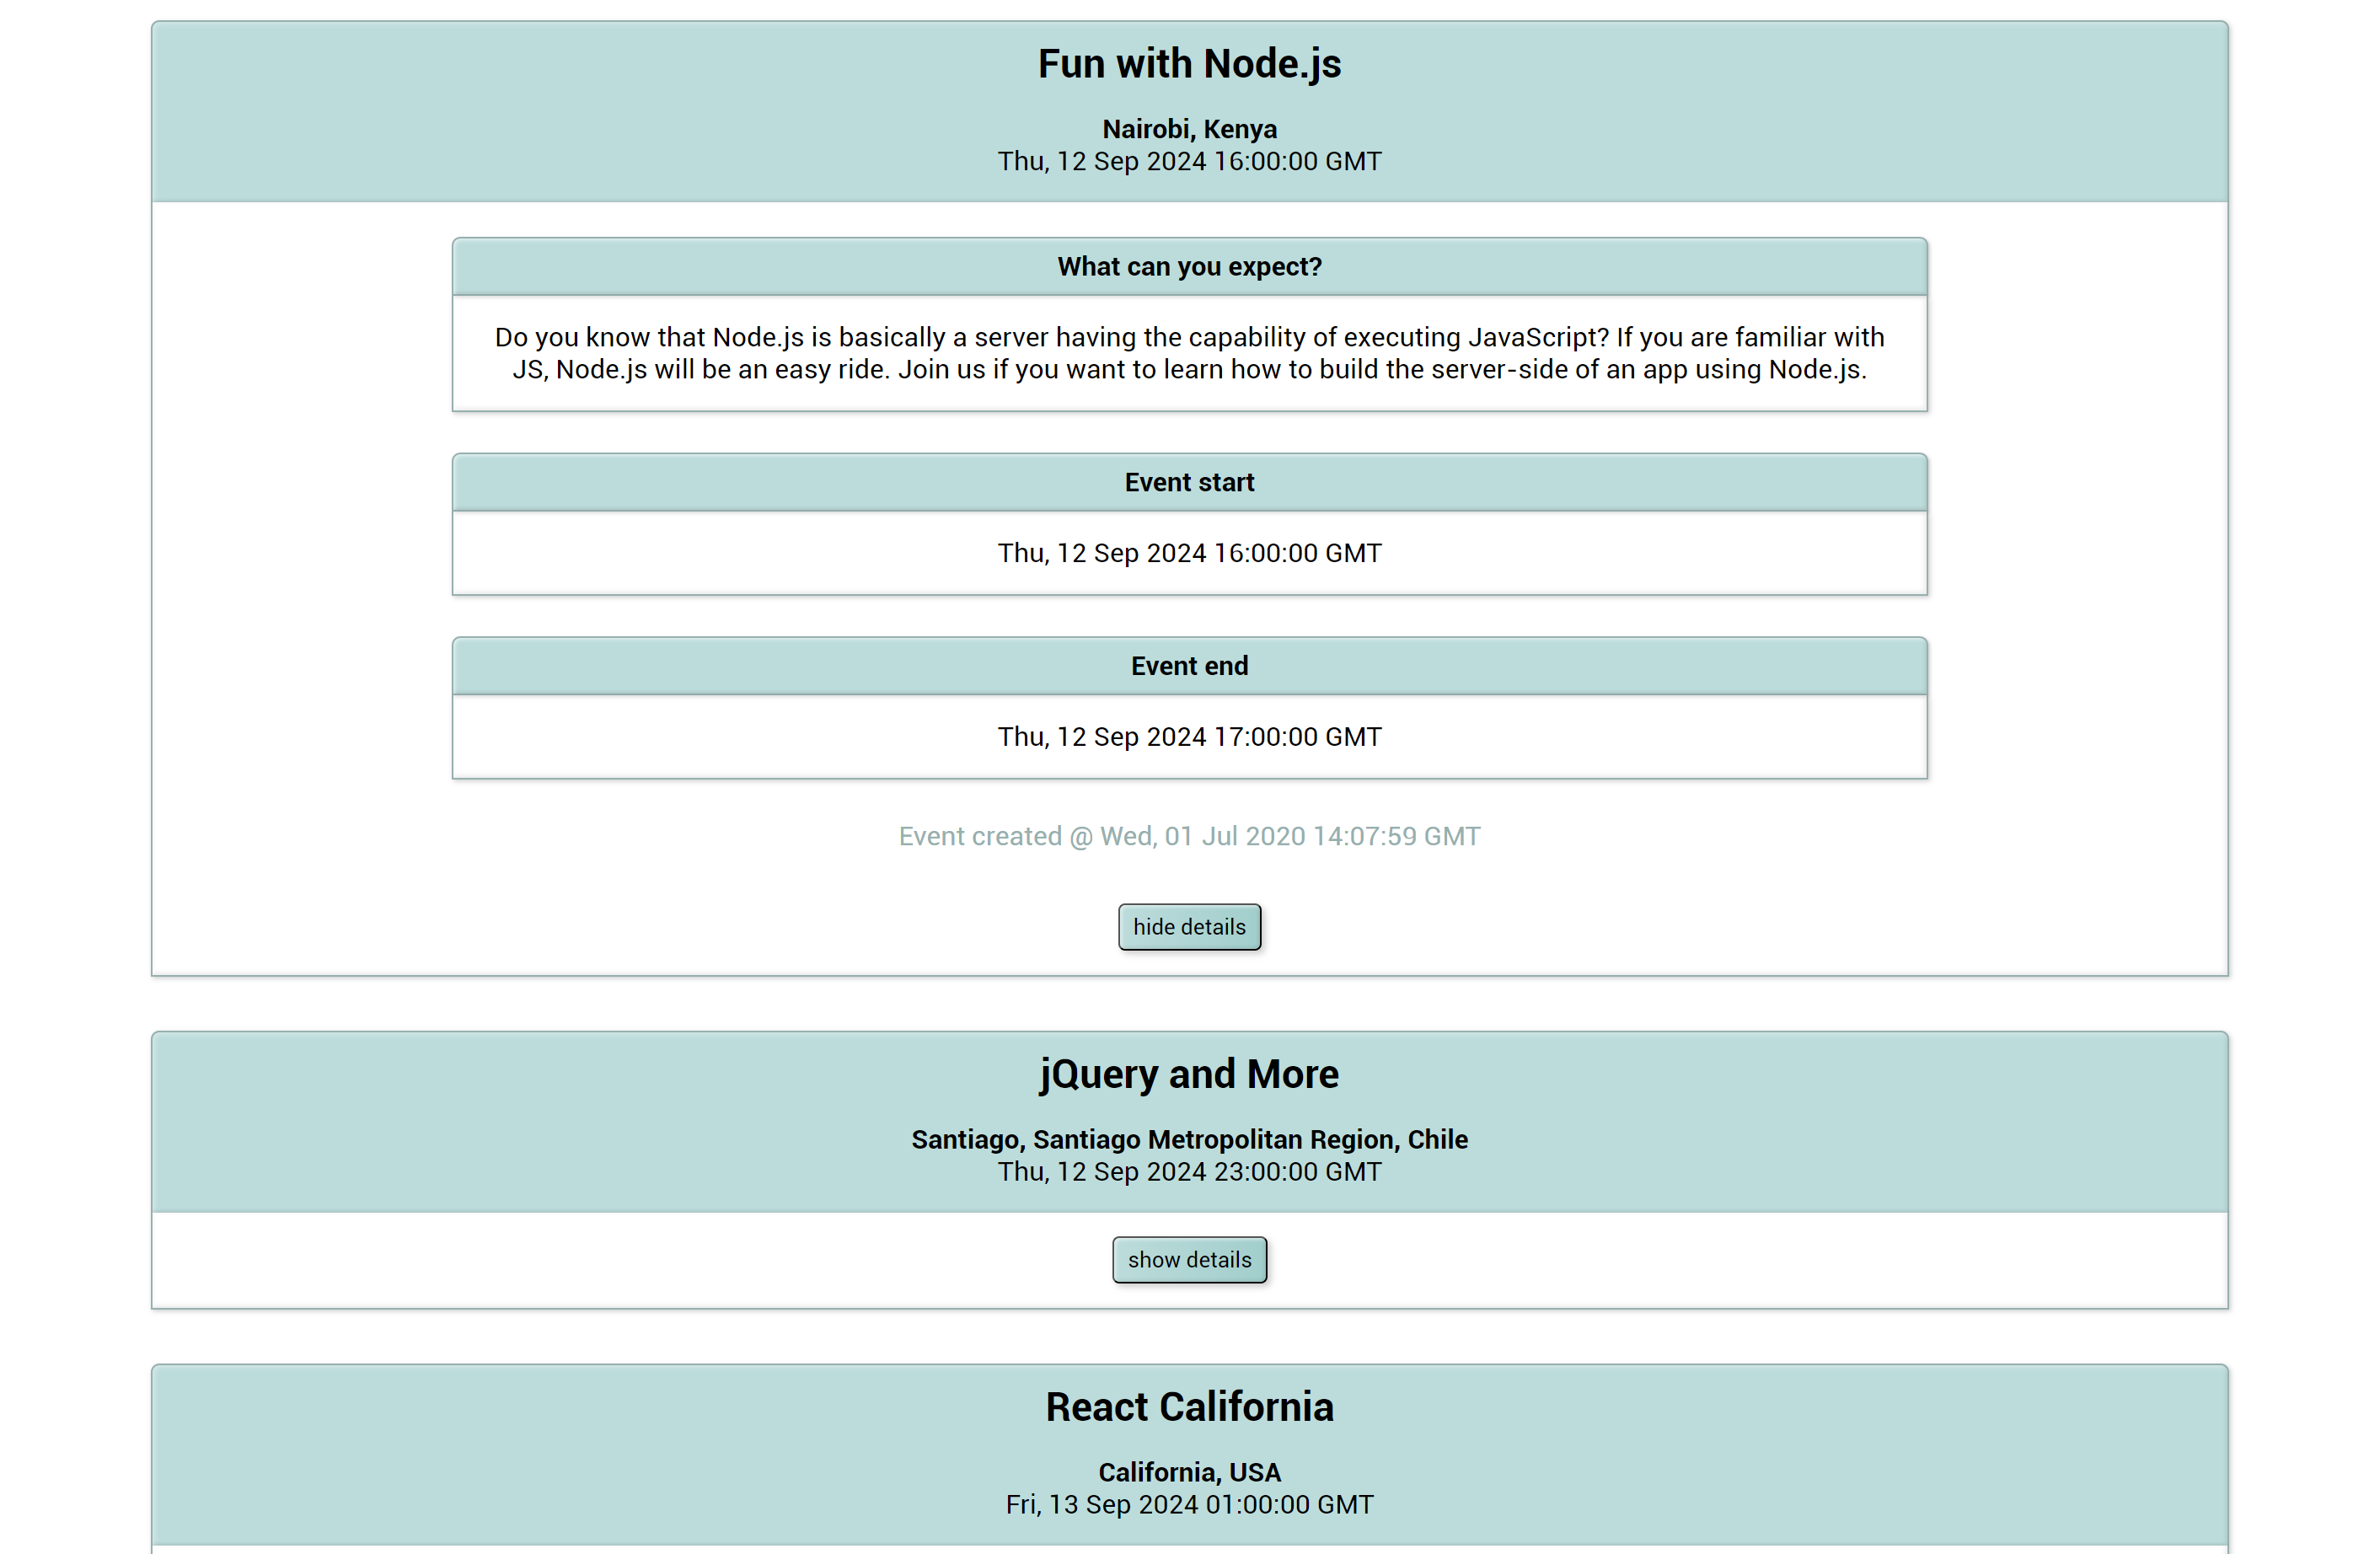 Fun with Node.js
Nairobi, Kenya
Thu, 12 Sep 2024 16:00:00 GMT
What can you expect?
Do you know that Node.js is basically a server having the capability of executing JavaScript? If you are familiar with
JS, Node.js will be an easy ride. Join us if you want to learn how to build the server-side of an app using Node.js.
Event start
Thu, 12 Sep 2024 16:00:00 GMT
Event end
Thu, 12 Sep 2024 17:00:00 GMT
Event created @ Wed, 01 Jul 2020 14:07:59 GMT
hide details
jQuery and More
Santiago, Santiago Metropolitan Region, Chile
Thu, 12 Sep 2024 23:00:00 GMT
show details
React California
California, USA
Fri, 13 Sep 2024 01:00:00 GMT